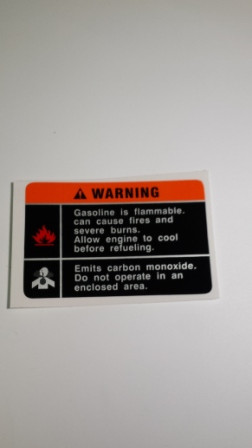 WARNING
Gasoline is flammable.
can cause fires and
severe burns.
Allow engine to cool
before refueling.
Emits carbon monoxide.
Do not operate in an
enclosed area.